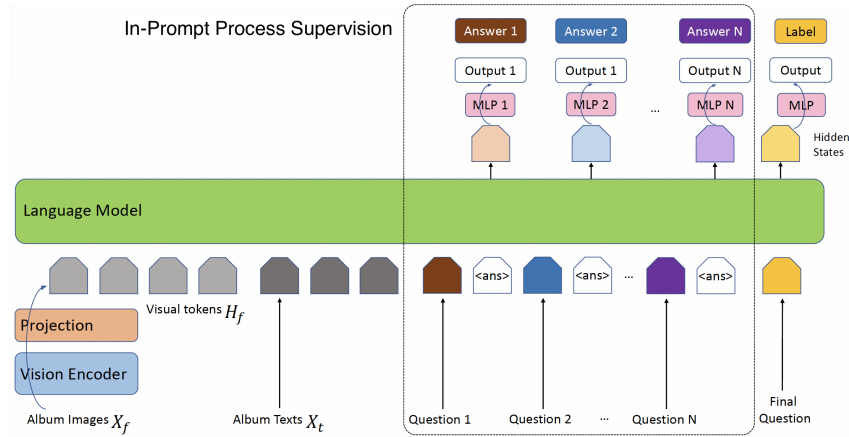 In-Prompt Process Supervision
Answer 1
Answer 2
Answer N
Label
Output 1
Output 1
Output N
Output
MLP 1
MLP 2
...
MLP N
MLP
Hidden
States
Language Model
<ans>
<ans>
...
<ans>
Visual tokens H_f
Projection
Vision Encoder
Album Images X_f
Album Texts X_t
Question 1
Question 2
...
Question N
Final
Question